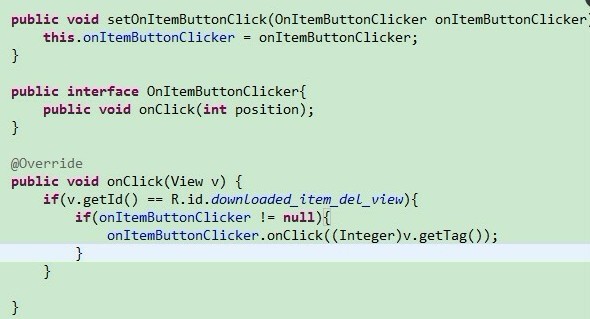 public void setOnItemButtonClick(OnItemButtonClicker onItemButtonClicker)
this.onItemButtonClicker = onItemButtonClicker;
}
public interface OnItemButtonClicker{
public void onClick(int position);
}
@Override
public void onClick(View v) {
if(v.getId() == R.id.downloaded_item_del_view){
if(onItemButtonClicker != null){
onItemButtonClicker.onClick((Integer)v.getTag());
}
}
}